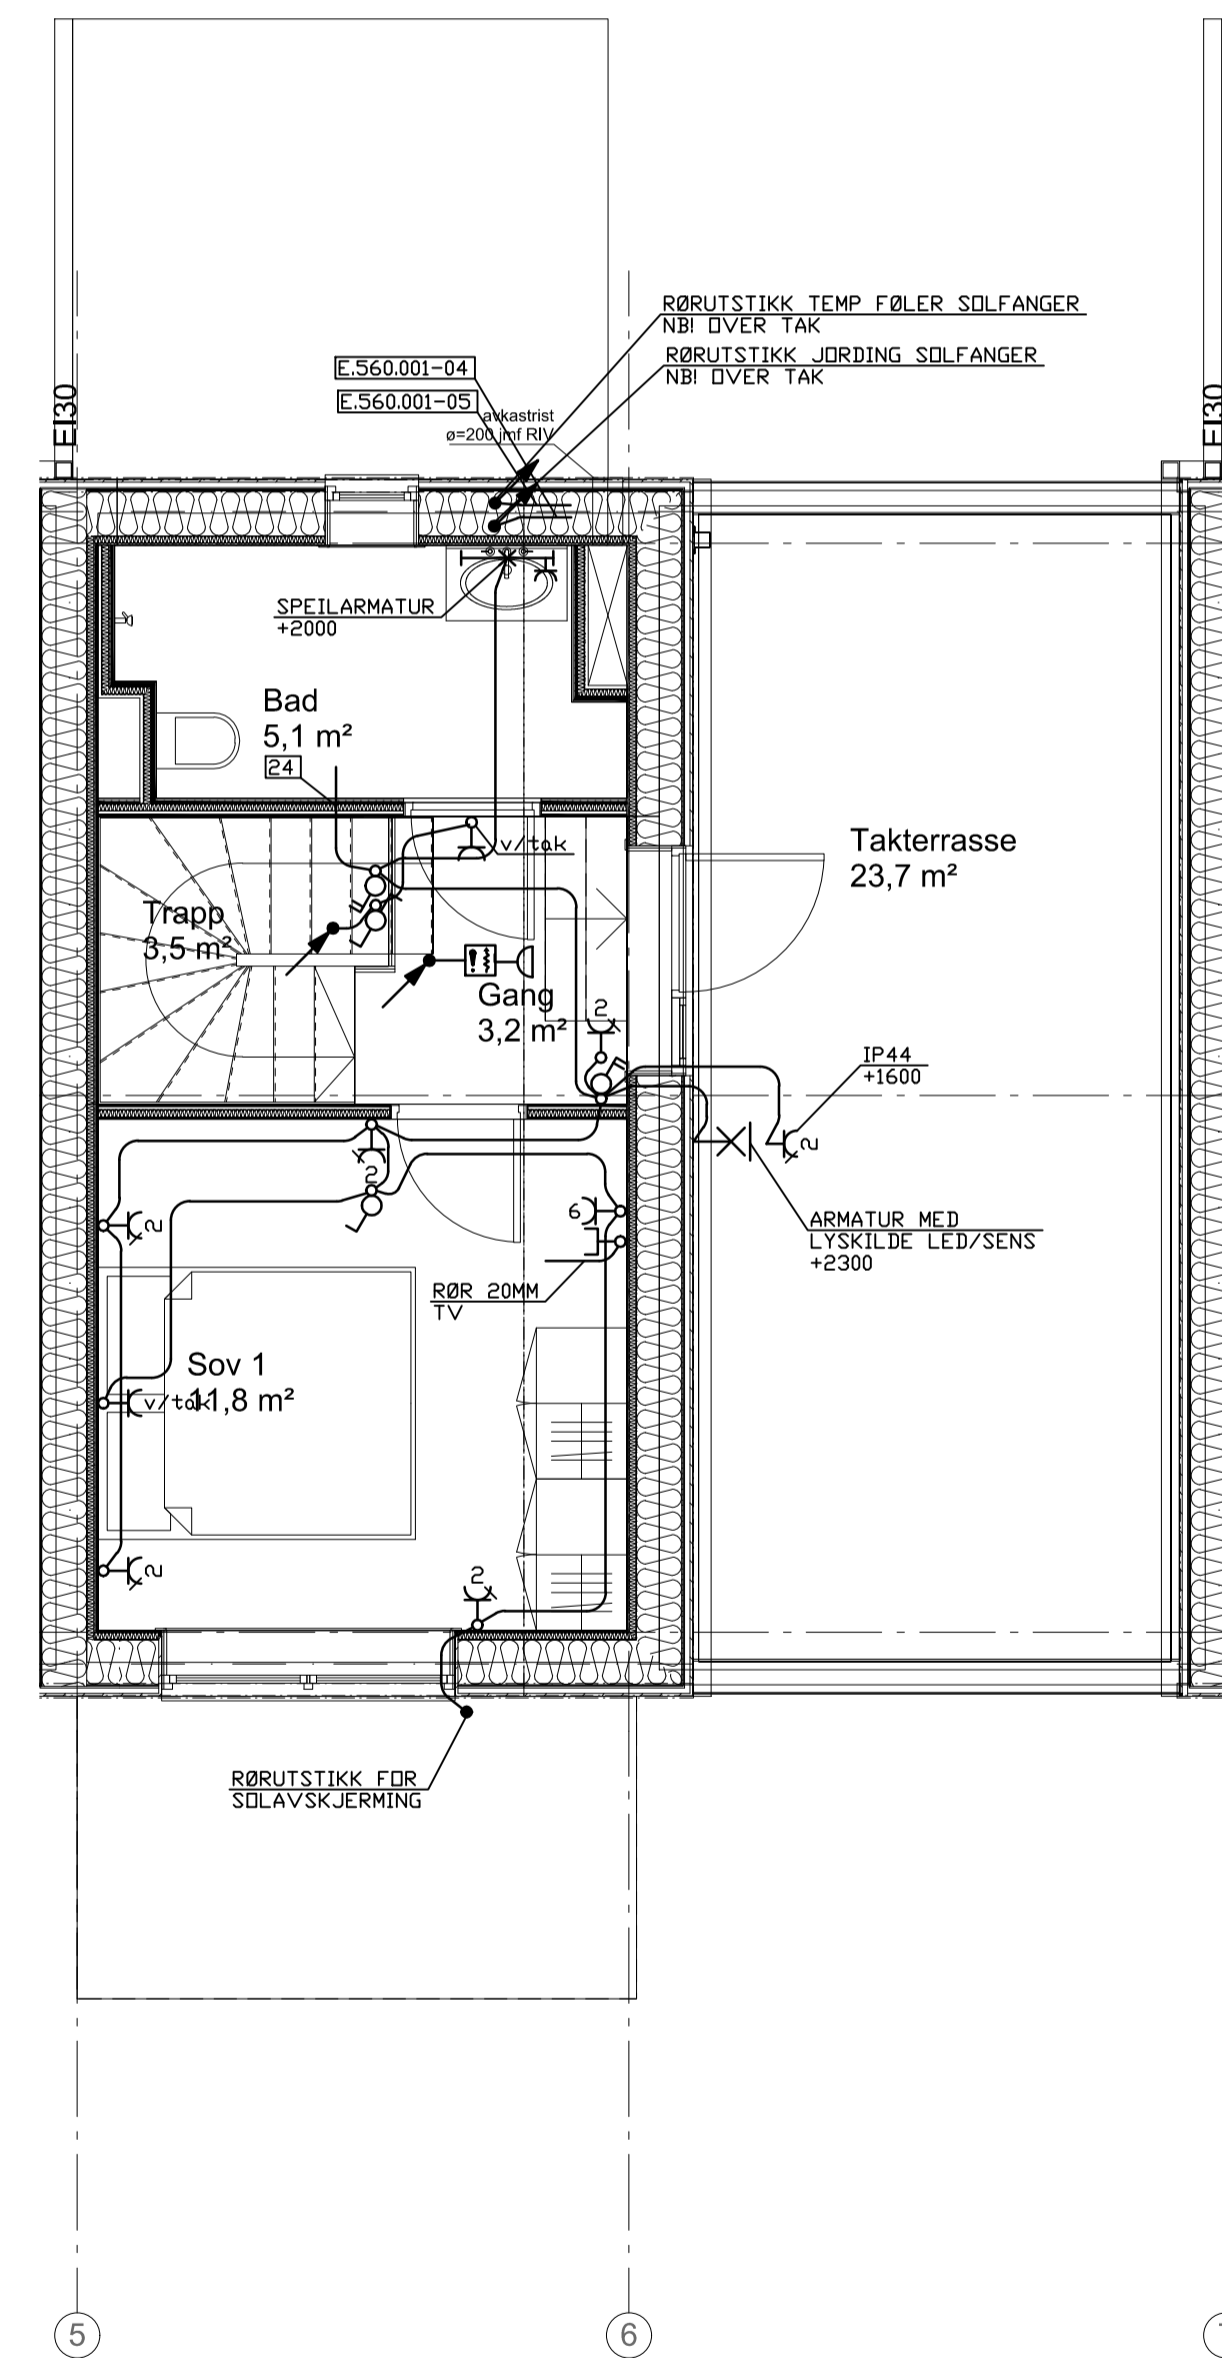 RØRUTSTIKK TEMP FØLER SOLFANGER
NB! OVER TAK
RØRUTSTIKK JORDING SOLFANGER
NB! OVER TAK
E.560.001-04
E.560.001-05
avkastrist
ø=200 jmf RIV
EI30
EI30
SPEILARMATUR
+2000
Bad
5,1 m²
24
v/tak
Takterrasse
23,7 m²
Trapp
3,5 m²
Gang
3,2 m²
2
IP44
+1600
2
2
2
6
ARMATUR MED
LYSKILDE LED/SENS
+2300
RØR 20MM
TV
Sov 1
11,8 m²
v/tak
2
2
RØRUTSTIKK FOR
SOLAVSKJERMING
5
6